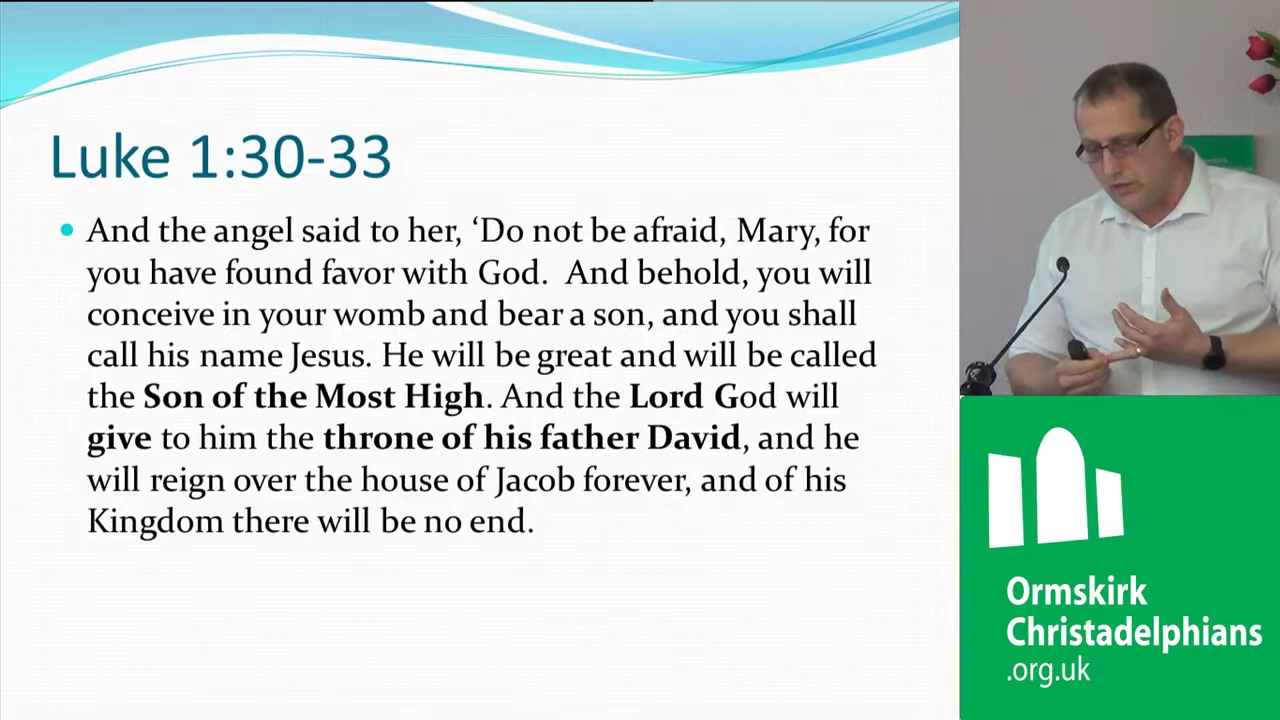 Luke 1:30-33
And the angel said to her, ‘Do not be afraid, Mary, for
you have found favor with God.  And behold, you will
conceive in your womb and bear a son, and you shall
call his name Jesus. He will be great and will be called
the Son of the Most High. And the Lord God will
give to him the throne of his father David, and he
will reign over the house of Jacob forever, and of his
Kingdom there will be no end.
Ormskirk
Christadelphians
.org.uk